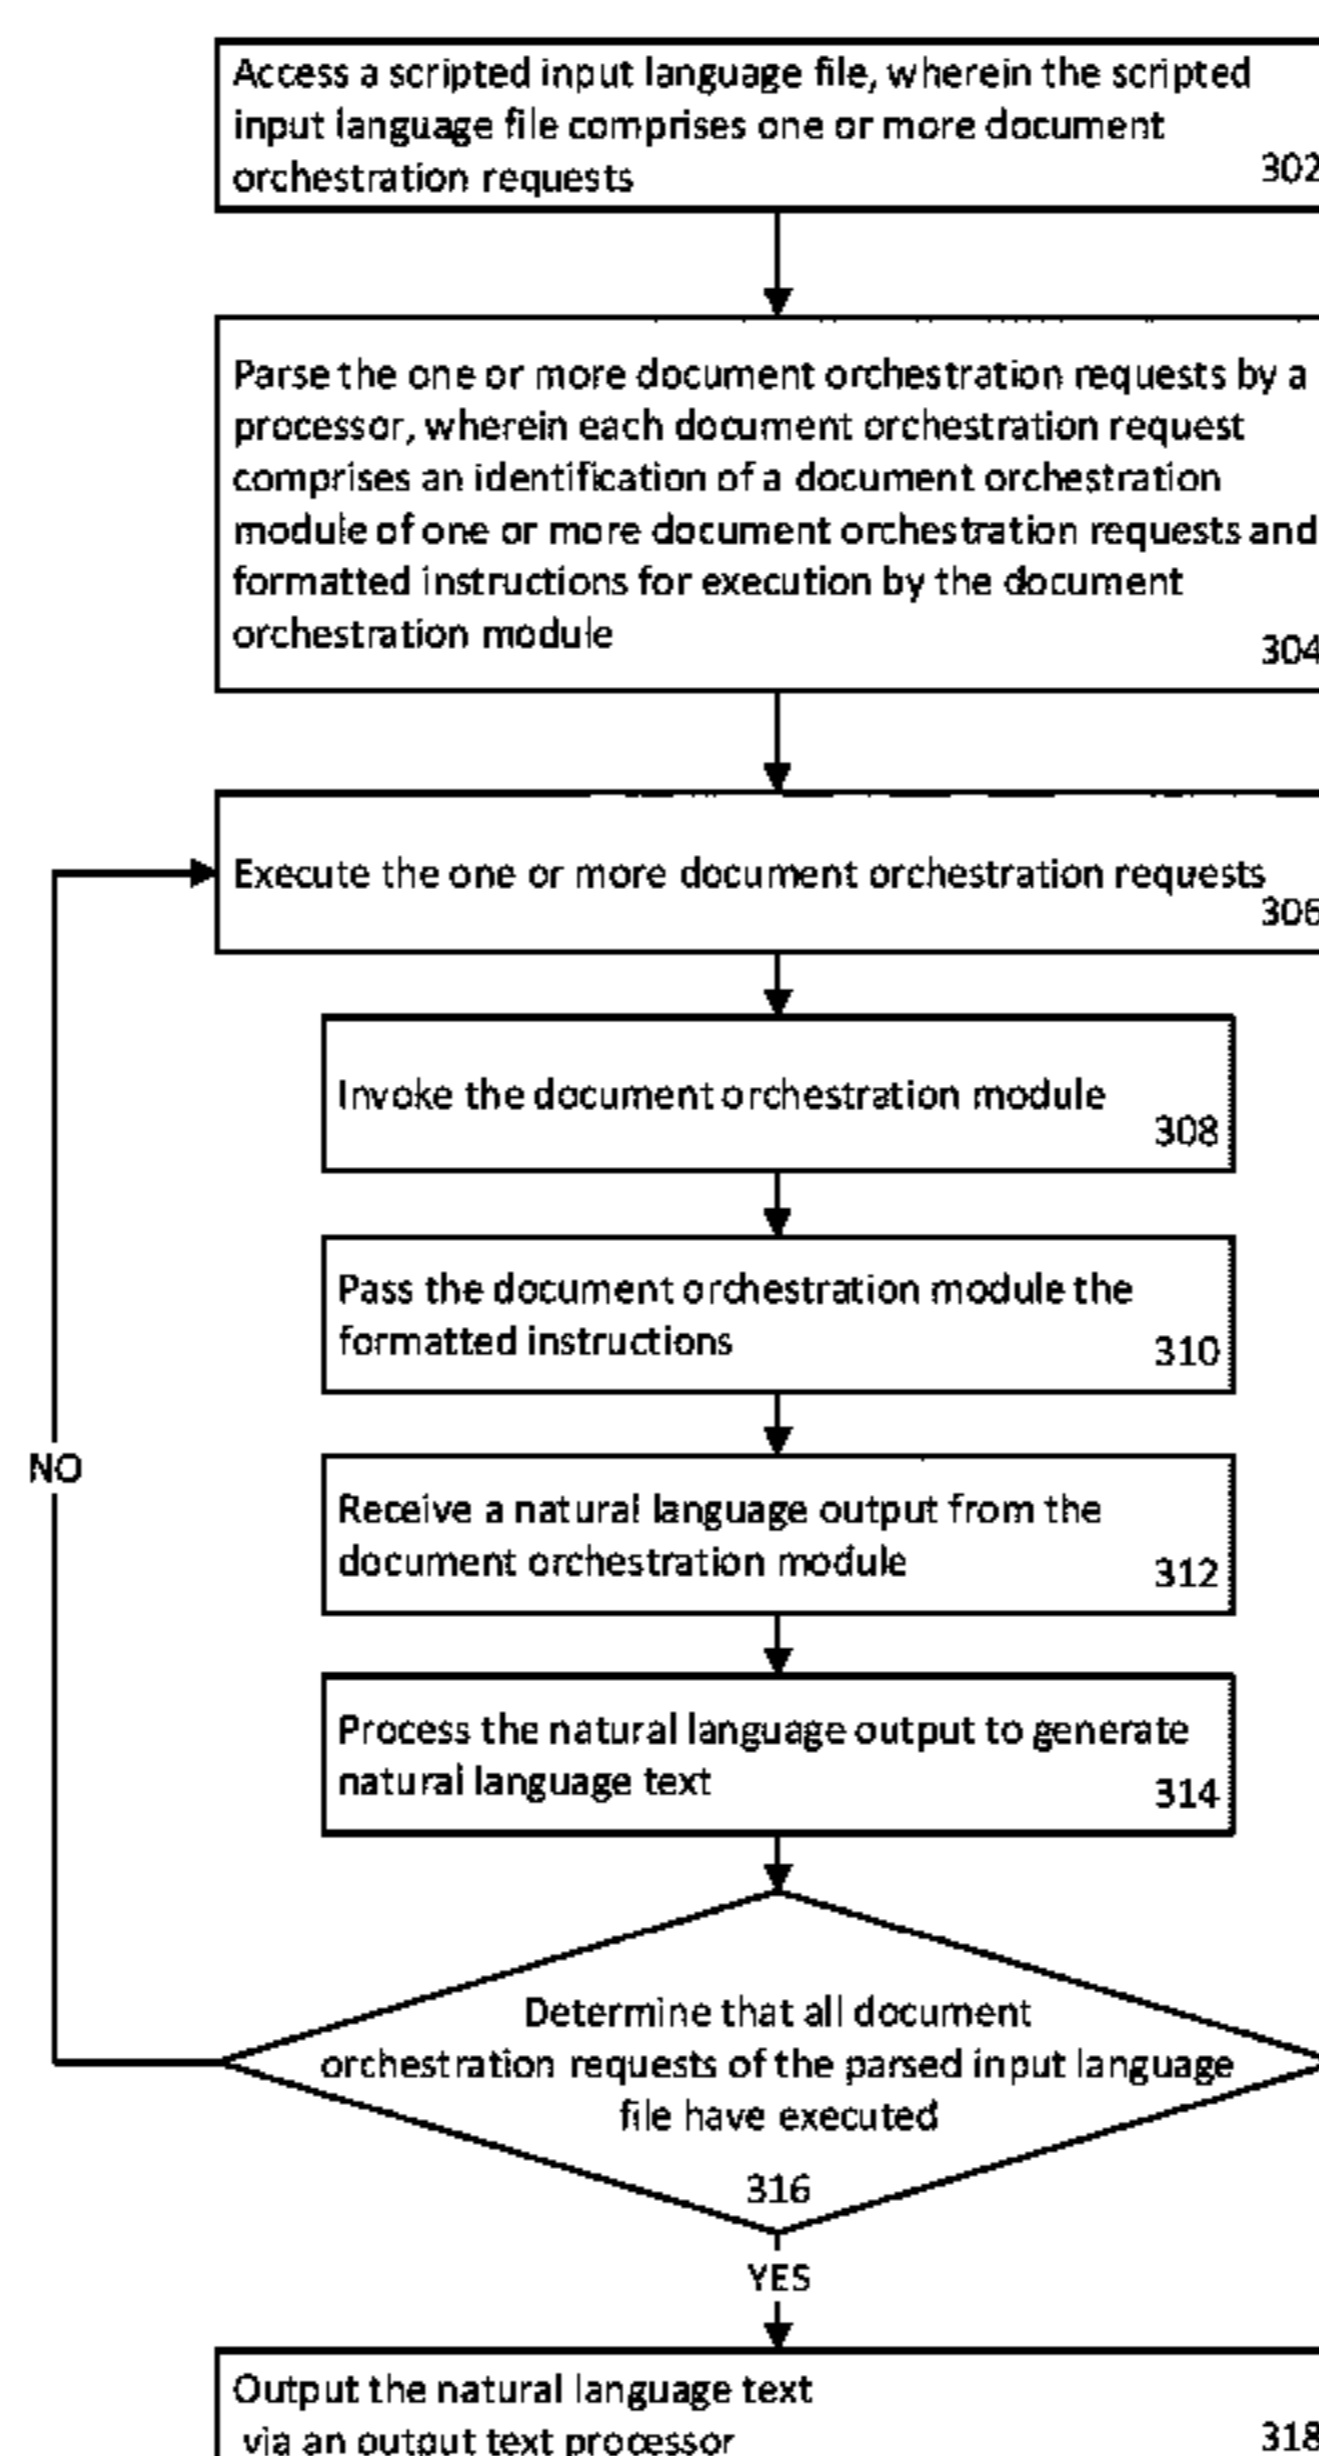 Access a scripted input language file, wherein the scripted
input language file comprises one or more document
orchestration requests
302
Parse the one or more document orchestration requests by a
processor, wherein each document orchestration request
comprises an identification of a document orchestration
module of one or more document orchestration requests and
formatted instructions for execution by the document
orchestration module
304
Execute the one or more document orchestration requests
306
Invoke the document orchestration module
308
Pass the document orchestration module the
formatted instructions
310
NO
Receive a natural language output from the
document orchestration module
312
Process the natural language output to generate
natural language text
314
Determine that all document
orchestration requests of the parsed input language
file have executed
316
YES
Output the natural language text
via an output text processor
318